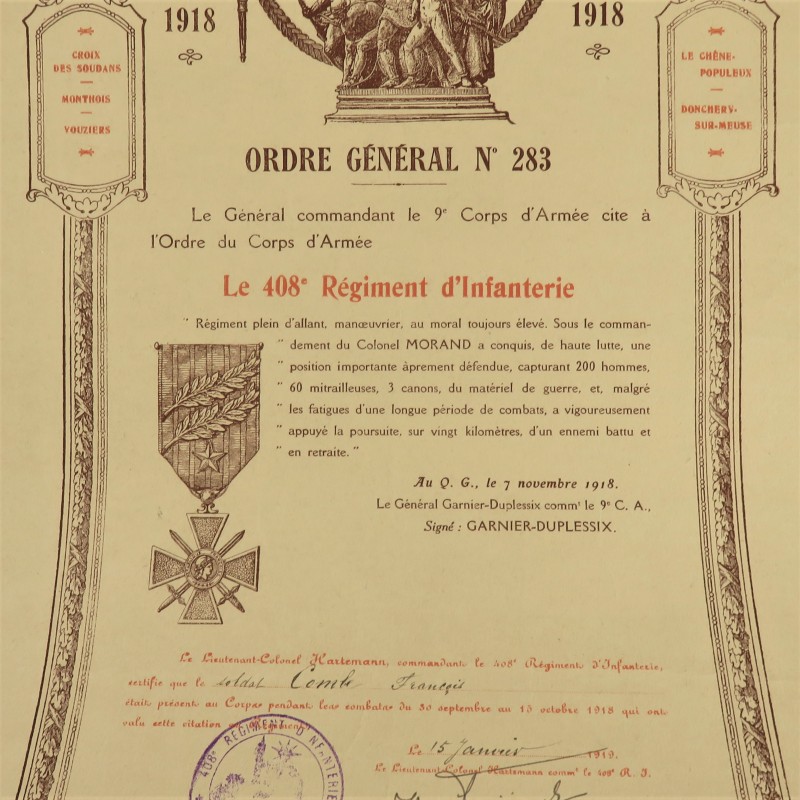 1918
1918
CROIX
DES SOUDANS
MONTHOIS
VOUZIERS
LE CHÊNE-
POPULEUX
DONCHERY-
SUR-MEUSE
ORDRE GÉNÉRAL N° 283
Le Général commandant le 9e Corps d'Armée cite à
l'Ordre du Corps d'Armée
Le 408e Régiment d'Infanterie
" Régiment plein d'allant, manœuvrier, au moral toujours élevé. Sous le comman-
" dement du Colonel MORAND a conquis, de haute lutte, une
" position importante âprement défendue, capturant 200 hommes,
" 60 mitrailleuses, 3 canons, du matériel de guerre, et, malgré
" les fatigues d'une longue période de combats, a vigoureusement
" appuyé la poursuite, sur vingt kilomètres, d'un ennemi battu et
" en retraite. "
Au Q. G., le 7 novembre 1918.
Le Général Garnier-Duplessix commt le 9e C. A.,
Signé : GARNIER-DUPLESSIX.
Le Lieutenant-Colonel Hartemann, commandant le 408e Régiment d'Infanterie,
certifie que le soldat Combe François
était présent au Corps pendant les combats du 30 septembre au 13 octobre 1918 qui ont
valu cette citation au Régiment.
408e RÉGIMENT D'INFANTERIE
Le 15 Janvier 1919.
Le Lieutenant-Colonel Hartemann commt le 408e R. I.